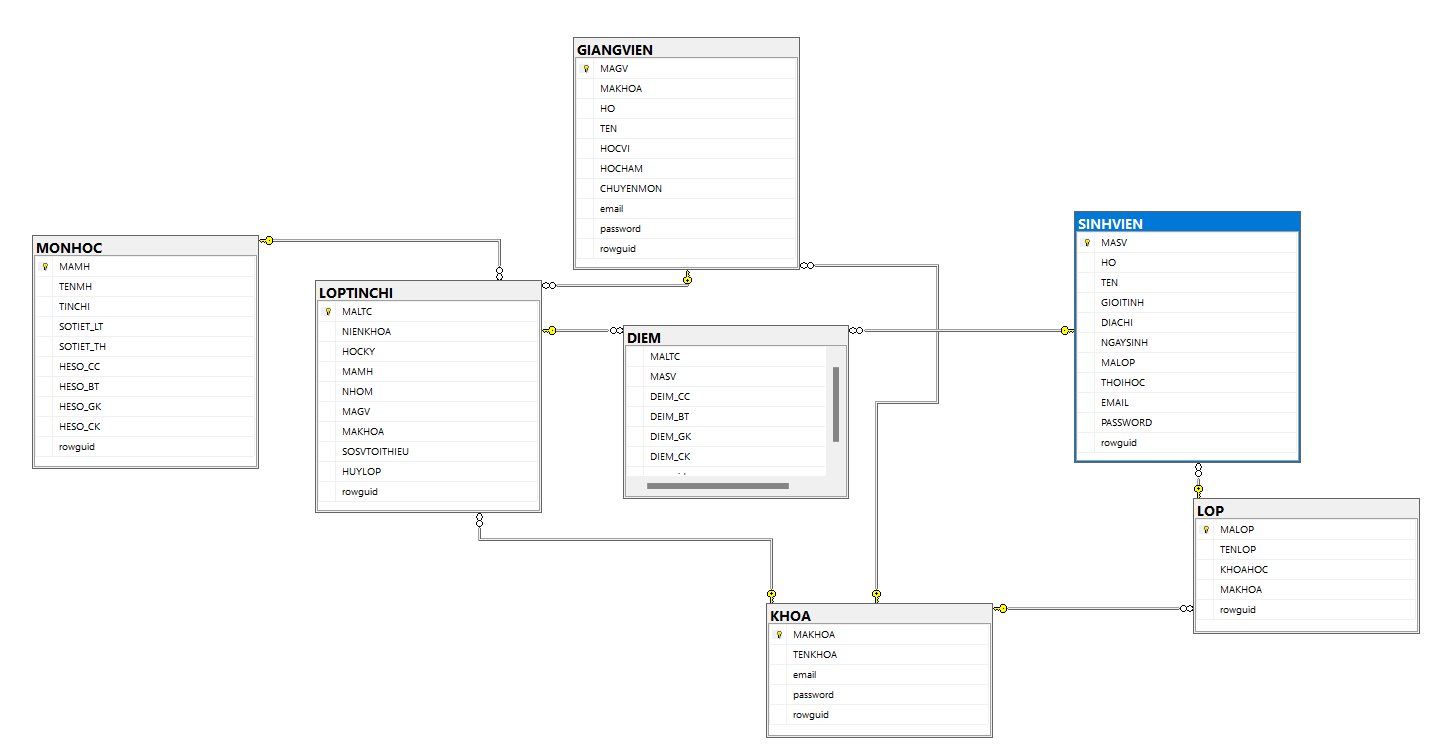 GIANGVIEN
MAGV
MAKHOA
HO
TEN
HOCVI
HOCHAM
CHUYENMON
email
password
rowguid
MONHOC
MAMH
TENMH
TINCHI
SOTIET_LT
SOTIET_TH
HESO_CC
HESO_BT
HESO_GK
HESO_CK
rowguid
LOPTINCHI
MALTC
NIENKHOA
HOCKY
MAMH
NHOM
MAGV
MAKHOA
SOSVTOITHIEU
HUYLOP
rowguid
DIEM
MALTC
MASV
DEIM_CC
DEIM_BT
DIEM_GK
DIEM_CK
SINHVIEN
MASV
HO
TEN
GIOITINH
DIACHI
NGAYSINH
MALOP
THOIHOC
EMAIL
PASSWORD
rowguid
LOP
MALOP
TENLOP
KHOAHOC
MAKHOA
rowguid
KHOA
MAKHOA
TENKHOA
email
password
rowguid